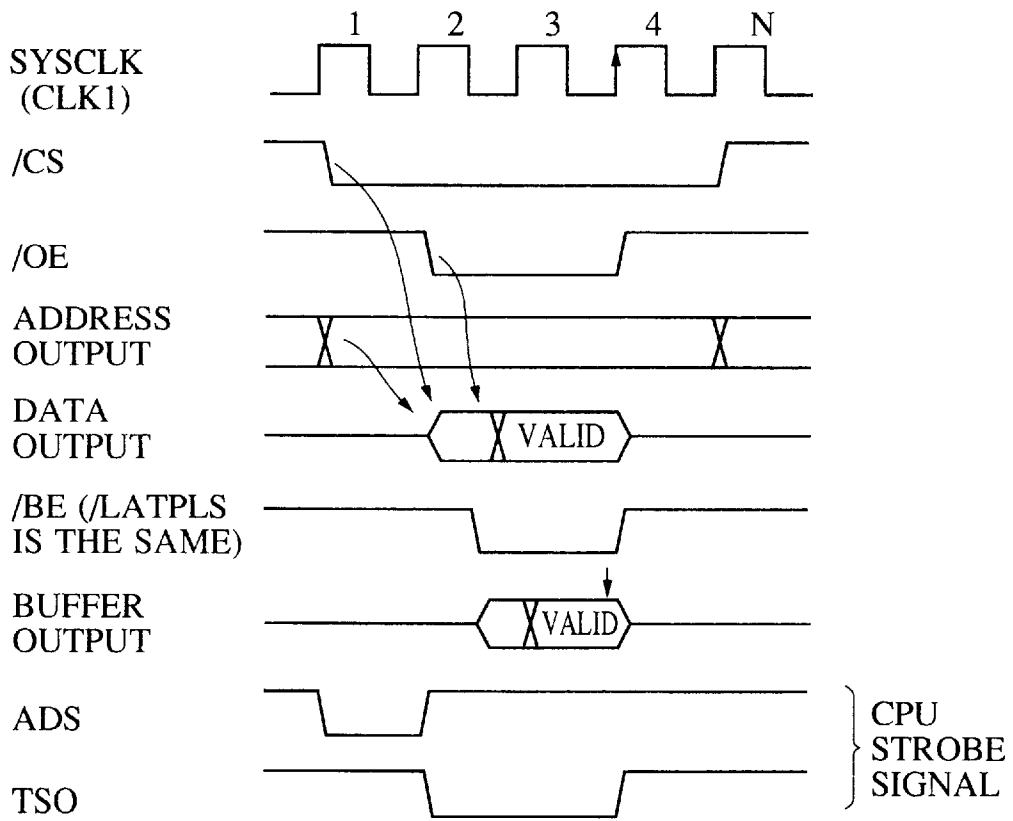 1 2 3 4 N
SYSCLK
(CLK1)
/CS
/OE
ADDRESS
OUTPUT
DATA
OUTPUT
VALID
/BE (/LATPLS
IS THE SAME)
BUFFER
OUTPUT
VALID
ADS
TSO
CPU
STROBE
SIGNAL